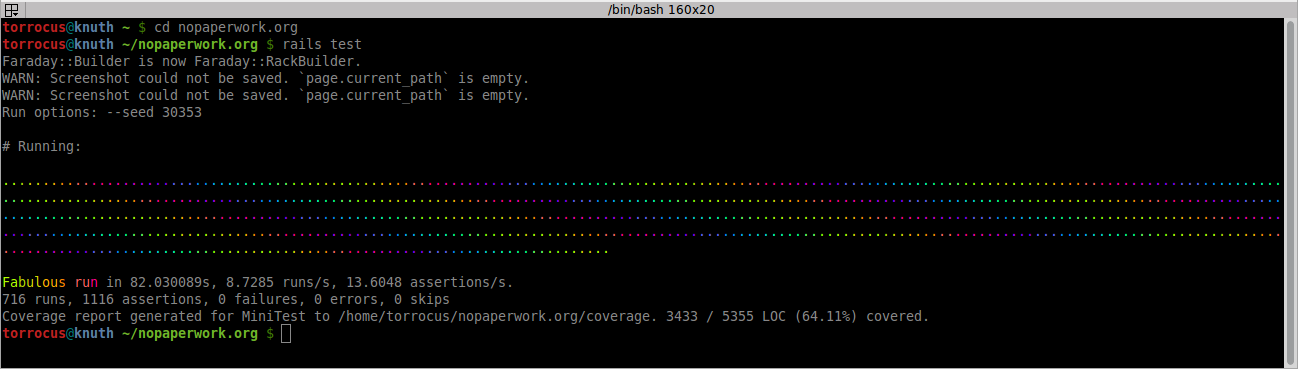 /bin/bash 160x20
torrocus@knuth ~ $ cd nopaperwork.org
torrocus@knuth ~/nopaperwork.org $ rails test
Faraday::Builder is now Faraday::RackBuilder.
WARN: Screenshot could not be saved. `page.current_path` is empty.
WARN: Screenshot could not be saved. `page.current_path` is empty.
Run options: --seed 30353
# Running:
................................................................................................................................................................
................................................................................................................................................................
................................................................................................................................................................
................................................................................................................................................................
............................................................................
Fabulous run in 82.030089s, 8.7285 runs/s, 13.6048 assertions/s.
716 runs, 1116 assertions, 0 failures, 0 errors, 0 skips
Coverage report generated for MiniTest to /home/torrocus/nopaperwork.org/coverage. 3433 / 5355 LOC (64.11%) covered.
torrocus@knuth ~/nopaperwork.org $